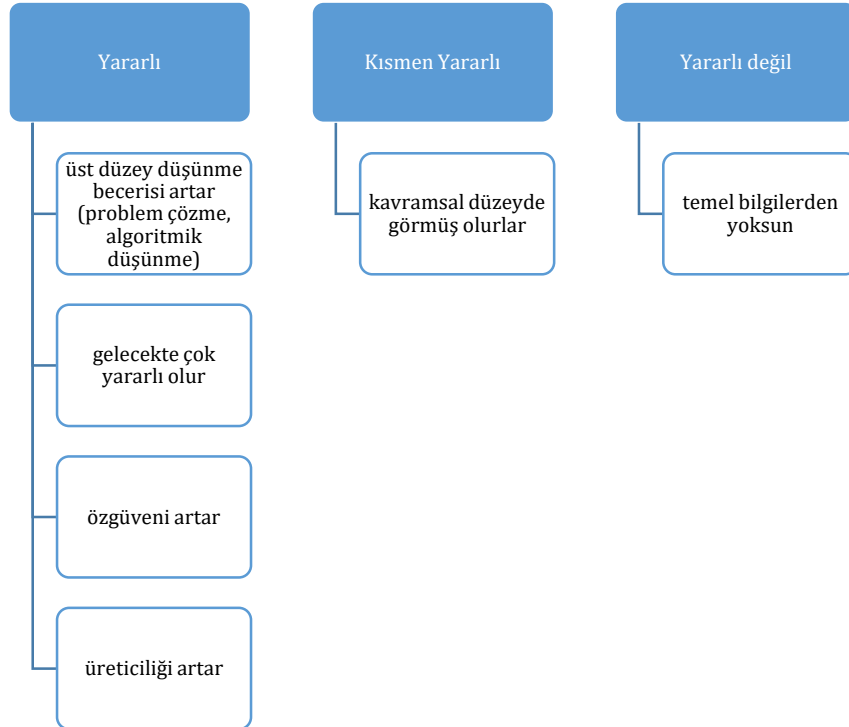 Yararlı
üst düzey düşünme
becerisi artar
(problem çözme,
algoritmik
düşünme)
gelecekte çok
yararlı olur
özgüveni artar
üreticiliği artar
Kısmen Yararlı
kavramsal düzeyde
görmüş olurlar
Yararlı değil
temel bilgilerden
yoksun